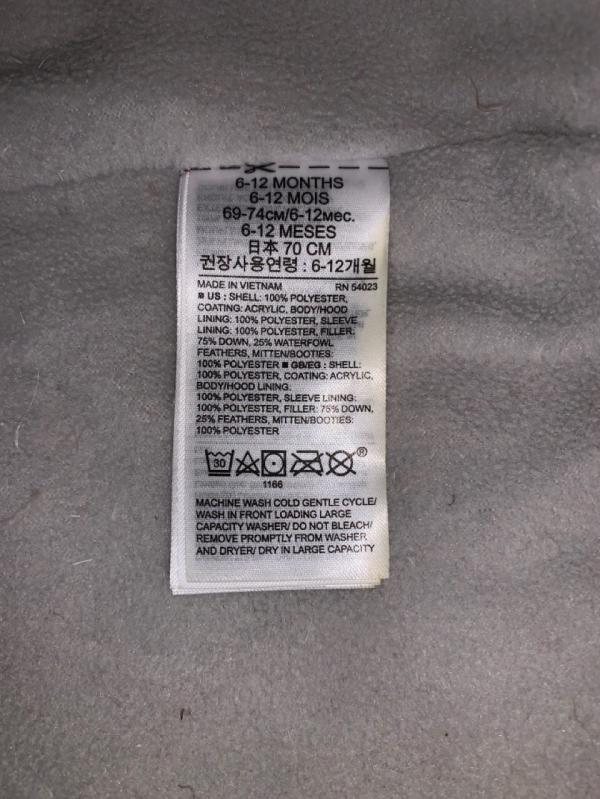 6-12 MONTHS
6-12 MOIS
69-74см/6-12мес.
6-12 MESES
日本 70 CM
권장사용연령 : 6-12개월
MADE IN VIETNAM RN 54023
■ US : SHELL: 100% POLYESTER,
COATING: ACRYLIC, BODY/HOOD
LINING: 100% POLYESTER, SLEEVE
LINING: 100% POLYESTER, FILLER:
75% DOWN, 25% WATERFOWL
FEATHERS, MITTEN/BOOTIES:
100% POLYESTER ■ GB/EG : SHELL:
100% POLYESTER, COATING: ACRYLIC,
BODY/HOOD LINING:
100% POLYESTER, SLEEVE LINING:
100% POLYESTER, FILLER: 75% DOWN,
25% FEATHERS, MITTEN/BOOTIES:
100% POLYESTER
30 ®
1166
MACHINE WASH COLD GENTLE CYCLE/
WASH IN FRONT LOADING LARGE
CAPACITY WASHER/ DO NOT BLEACH/
REMOVE PROMPTLY FROM WASHER
AND DRYER/ DRY IN LARGE CAPACITY